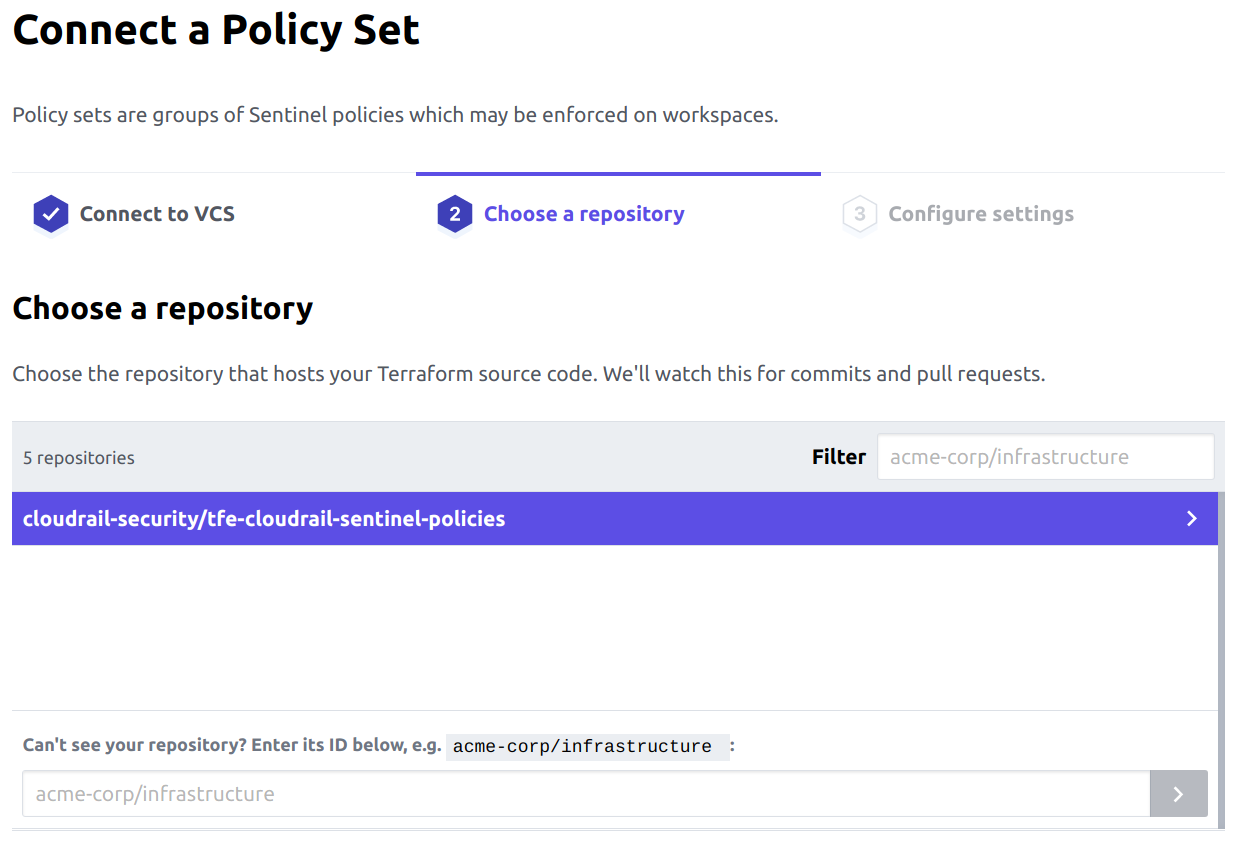 Connect a Policy Set
Policy sets are groups of Sentinel policies which may be enforced on workspaces.
Connect to VCS
2 Choose a repository
3 Configure settings
Choose a repository
Choose the repository that hosts your Terraform source code. We'll watch this for commits and pull requests.
5 repositories Filter acme-corp/infrastructure
cloudrail-security/tfe-cloudrail-sentinel-policies
Can't see your repository? Enter its ID below, e.g. acme-corp/infrastructure :
acme-corp/infrastructure